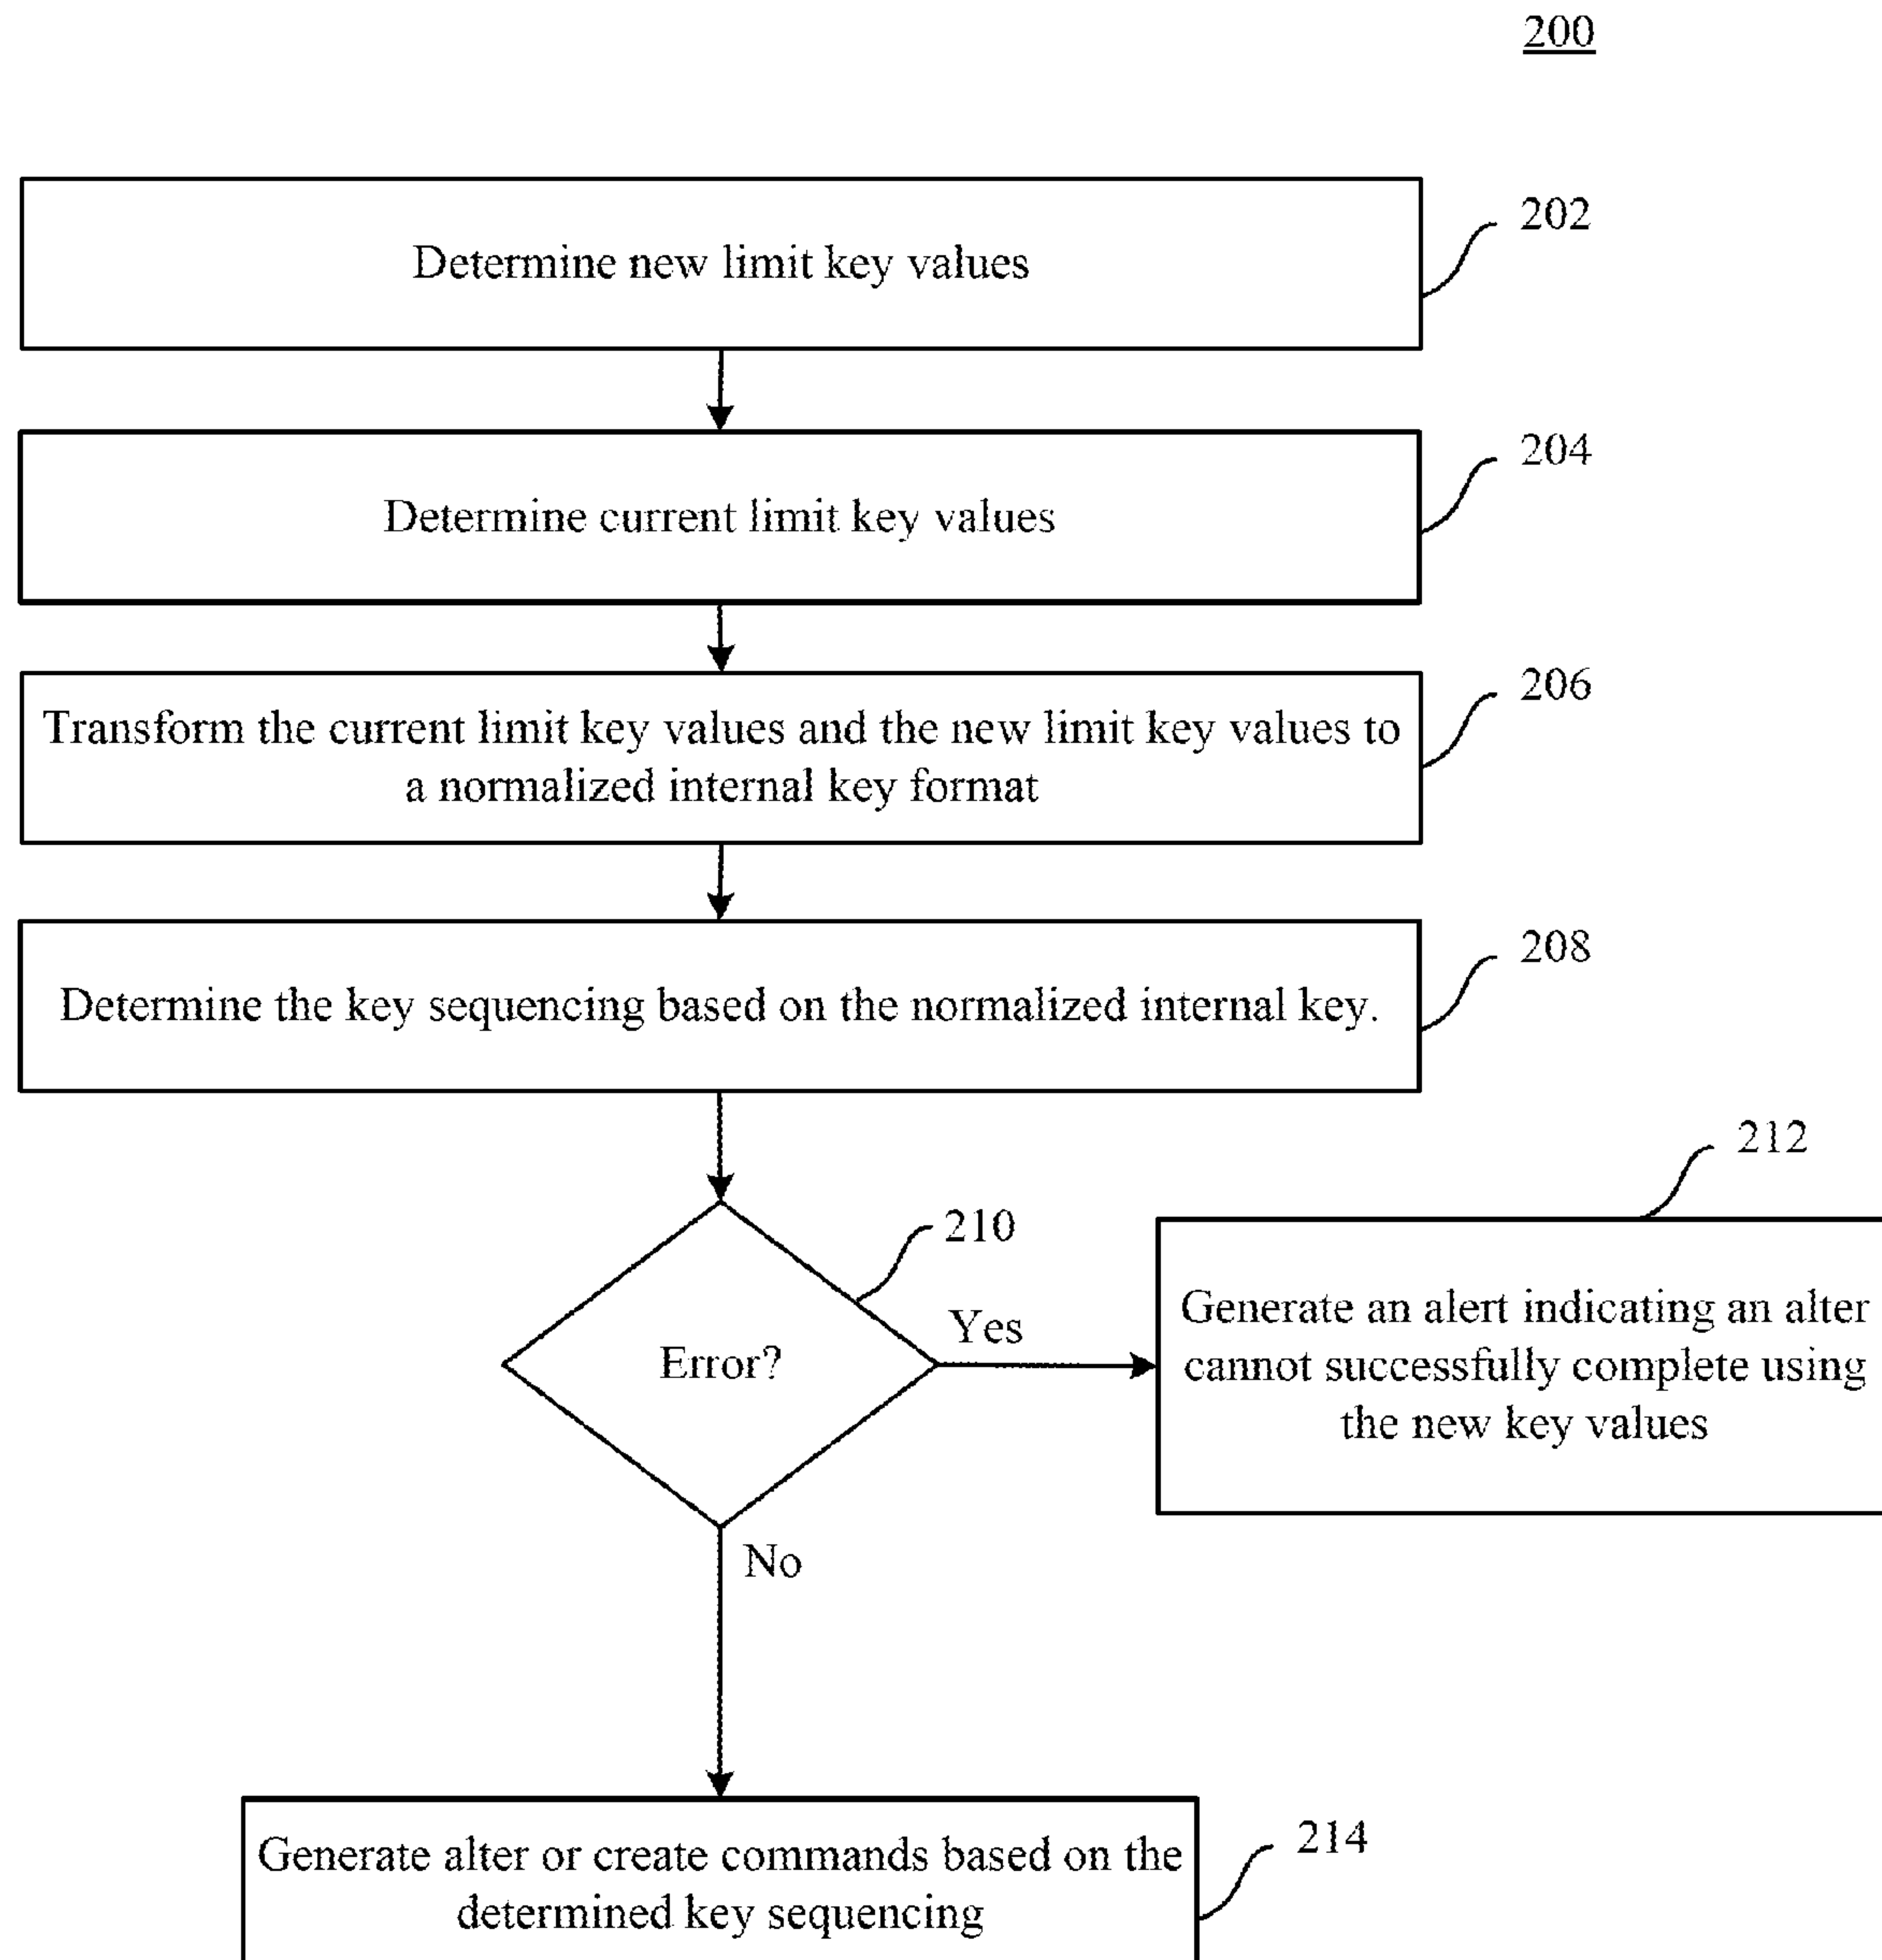 200
Determine new limit key values
202
Determine current limit key values
204
Transform the current limit key values and the new limit key values to
a normalized internal key format
206
Determine the key sequencing based on the normalized internal key.
208
Error?
210
Yes
Generate an alert indicating an alter
cannot successfully complete using
the new key values
212
No
Generate alter or create commands based on the
determined key sequencing
214